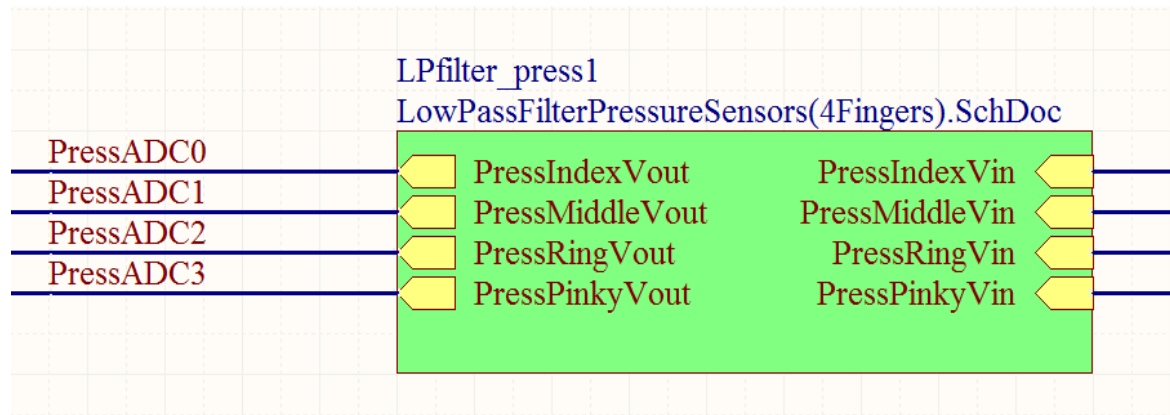 LPfilter_press1
LowPassFilterPressureSensors(4Fingers).SchDoc
PressADC0
PressIndexVout PressIndexVin
PressADC1
PressMiddleVout PressMiddleVin
PressADC2
PressRingVout PressRingVin
PressADC3
PressPinkyVout PressPinkyVin